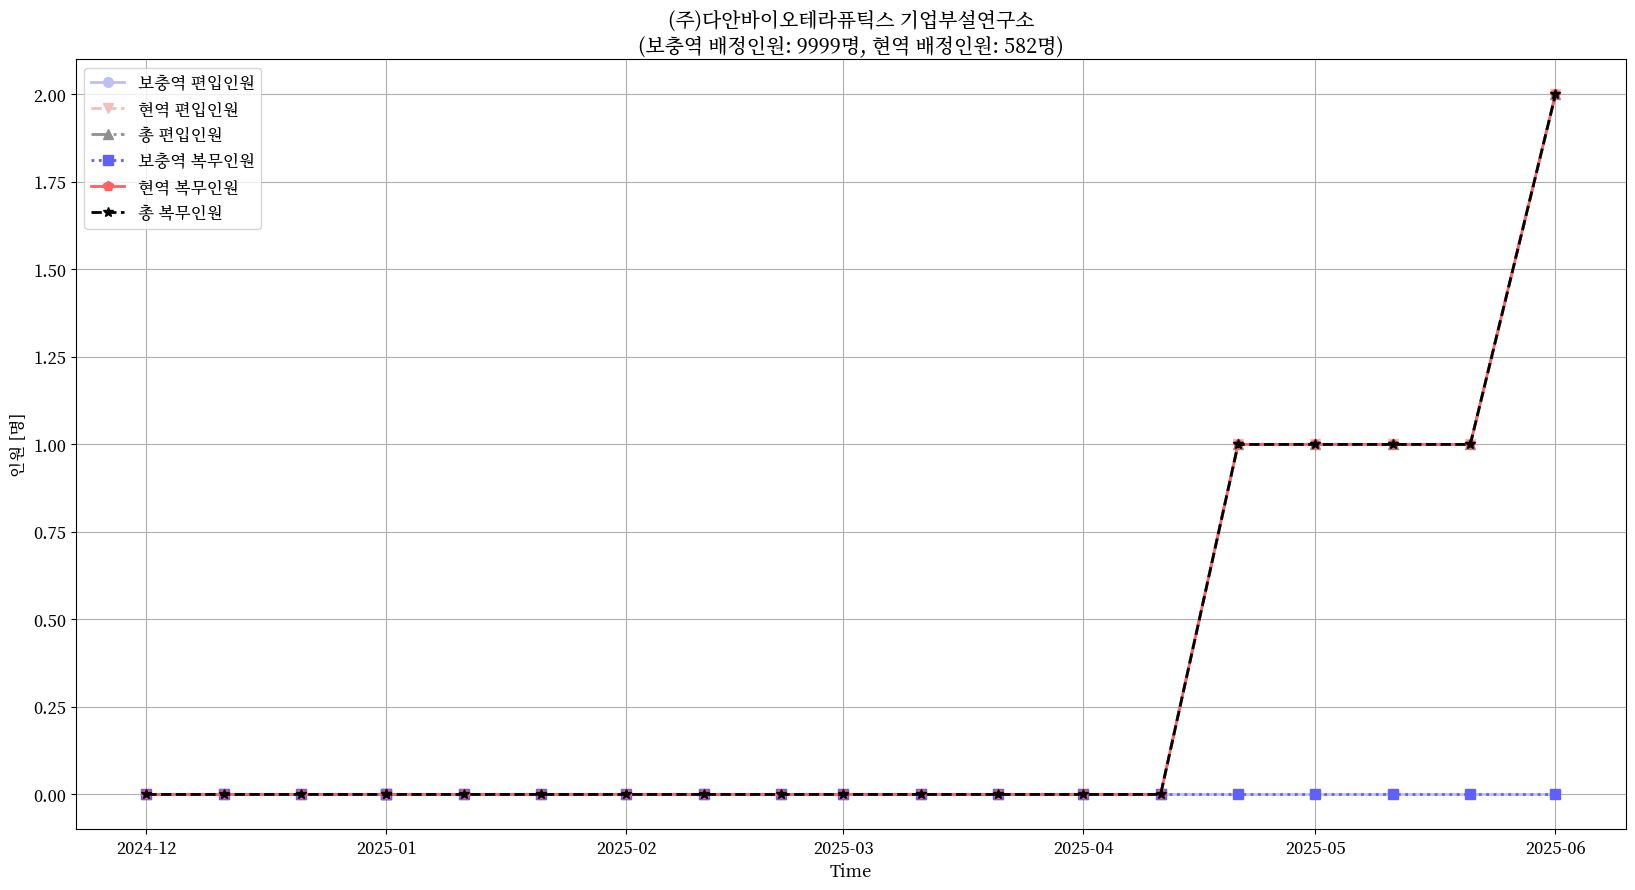 (주)다안바이오테라퓨틱스 기업부설연구소
(보충역 배정인원: 9999명, 현역 배정인원: 582명)
보충역 편입인원
현역 편입인원
총 편입인원
보충역 복무인원
현역 복무인원
총 복무인원
인원 [명]
2.00
1.75
1.50
1.25
1.00
0.75
0.50
0.25
0.00
2024-12 2025-01 2025-02 2025-03 2025-04 2025-05 2025-06
Time